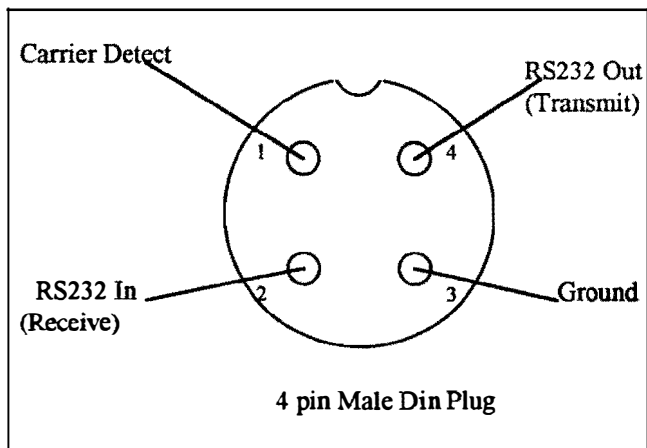 Carrier Detect
RS232 Out
(Transmit)
1
4
RS232 In
(Receive)
2
3
Ground
4 pin Male Din Plug